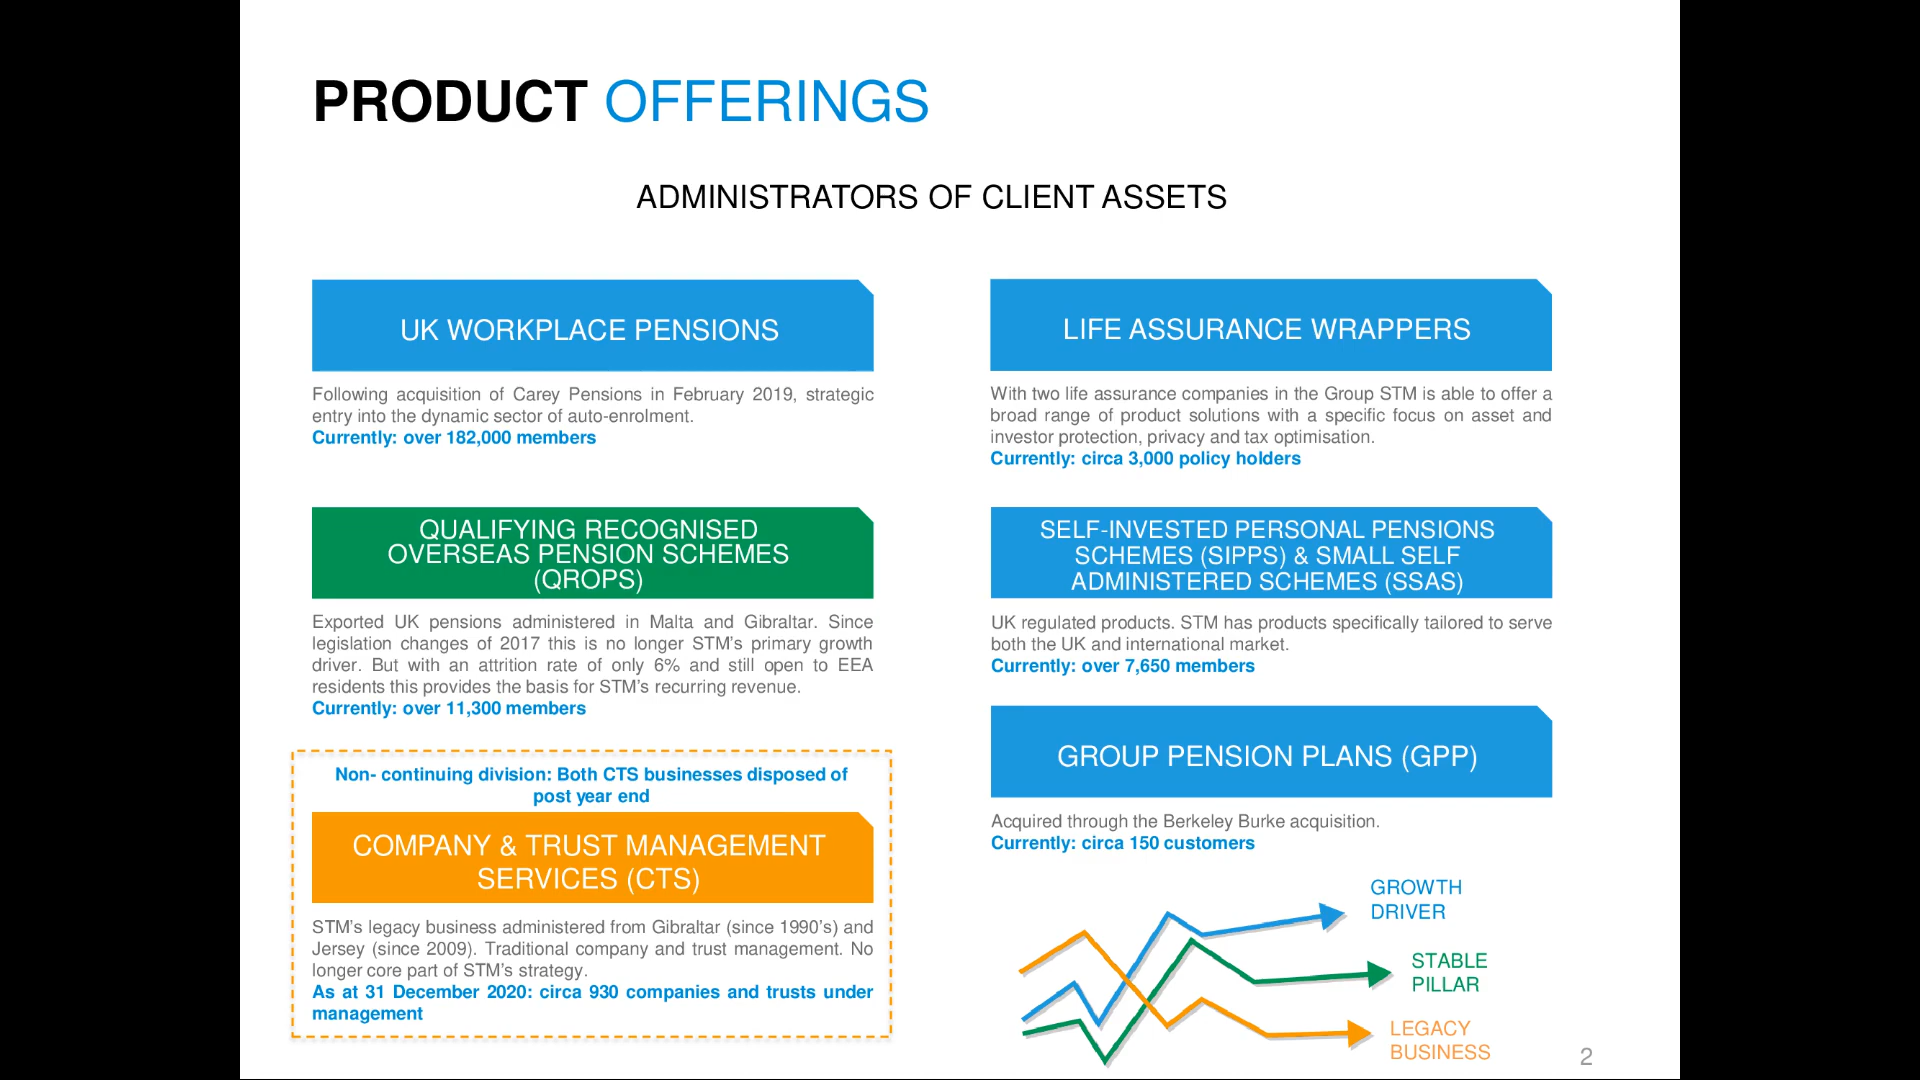 PRODUCT OFFERINGS
ADMINISTRATORS OF CLIENT ASSETS
UK WORKPLACE PENSIONS
Following acquisition of Carey Pensions in February 2019, strategic
entry into the dynamic sector of auto-enrolment.
Currently: over 182,000 members
QUALIFYING RECOGNISED
OVERSEAS PENSION SCHEMES
(QROPS)
Exported UK pensions administered in Malta and Gibraltar. Since
legislation changes of 2017 this is no longer STM's primary growth
driver. But with an attrition rate of only 6% and still open to EEA
residents this provides the basis for STM's recurring revenue.
Currently: over 11,300 members
Non- continuing division: Both CTS businesses disposed of
post year end
COMPANY & TRUST MANAGEMENT
SERVICES (CTS)
STM's legacy business administered from Gibraltar (since 1990's) and
Jersey (since 2009). Traditional company and trust management. No
longer core part of STM's strategy.
As at 31 December 2020: circa 930 companies and trusts under
management
LIFE ASSURANCE WRAPPERS
With two life assurance companies in the Group STM is able to offer a
broad range of product solutions with a specific focus on asset and
investor protection, privacy and tax optimisation.
Currently: circa 3,000 policy holders
SELF-INVESTED PERSONAL PENSIONS
SCHEMES (SIPPS) & SMALL SELF
ADMINISTERED SCHEMES (SSAS)
UK regulated products. STM has products specifically tailored to serve
both the UK and international market.
Currently: over 7,650 members
GROUP PENSION PLANS (GPP)
Acquired through the Berkeley Burke acquisition.
Currently: circa 150 customers
GROWTH
DRIVER
STABLE
PILLAR
LEGACY
BUSINESS
2